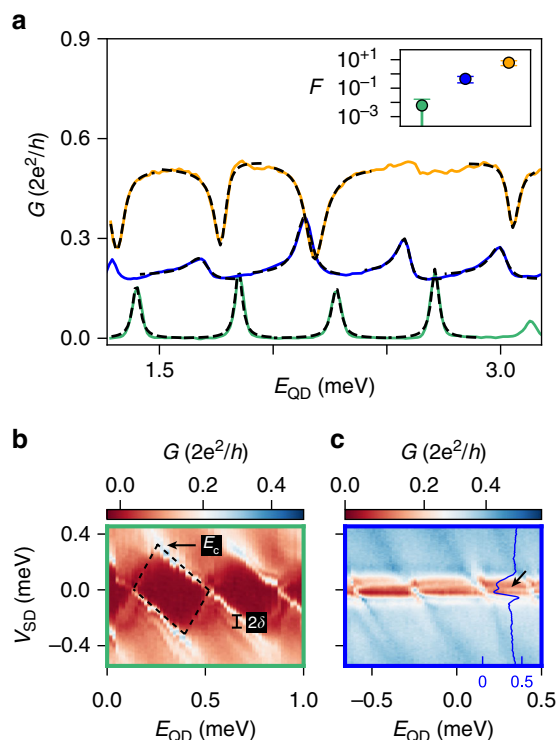 a
0.9
0.6
0.3
0.0
G (2e²/h)
F
10⁺¹
10⁻¹
10⁻³
1.5
3.0
E_QD (meV)
b
c
G (2e²/h)
G (2e²/h)
0.0
0.2
0.4
0.0
0.2
0.4
V_SD (meV)
0.4
0.0
−0.4
E_c
2δ
0
0.5
0.0
0.5
1.0
−0.5
0.0
0.5
E_QD (meV)
E_QD (meV)